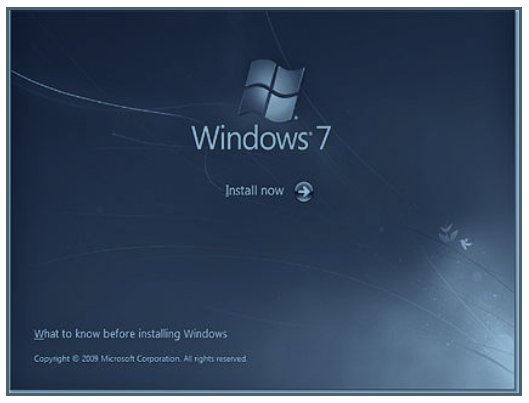 Windows 7
Install now
What to know before installing Windows
Copyright © 2009 Microsoft Corporation. All rights reserved.